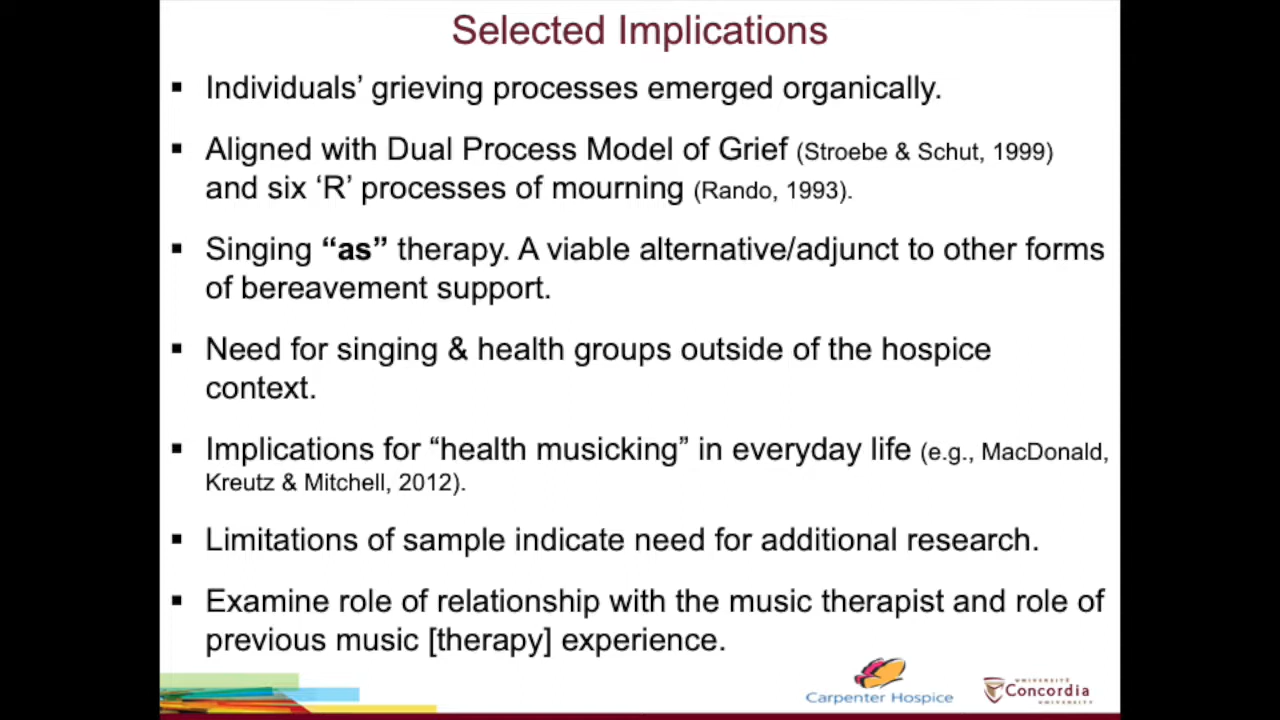 Selected Implications
▪ Individuals’ grieving processes emerged organically.
▪ Aligned with Dual Process Model of Grief (Stroebe & Schut, 1999)
and six ‘R’ processes of mourning (Rando, 1993).
▪ Singing “as” therapy. A viable alternative/adjunct to other forms
of bereavement support.
▪ Need for singing & health groups outside of the hospice
context.
▪ Implications for “health musicking” in everyday life (e.g., MacDonald,
Kreutz & Mitchell, 2012).
▪ Limitations of sample indicate need for additional research.
▪ Examine role of relationship with the music therapist and role of
previous music [therapy] experience.
Carpenter Hospice
UNIVERSITÉ
Concordia
UNIVERSITY